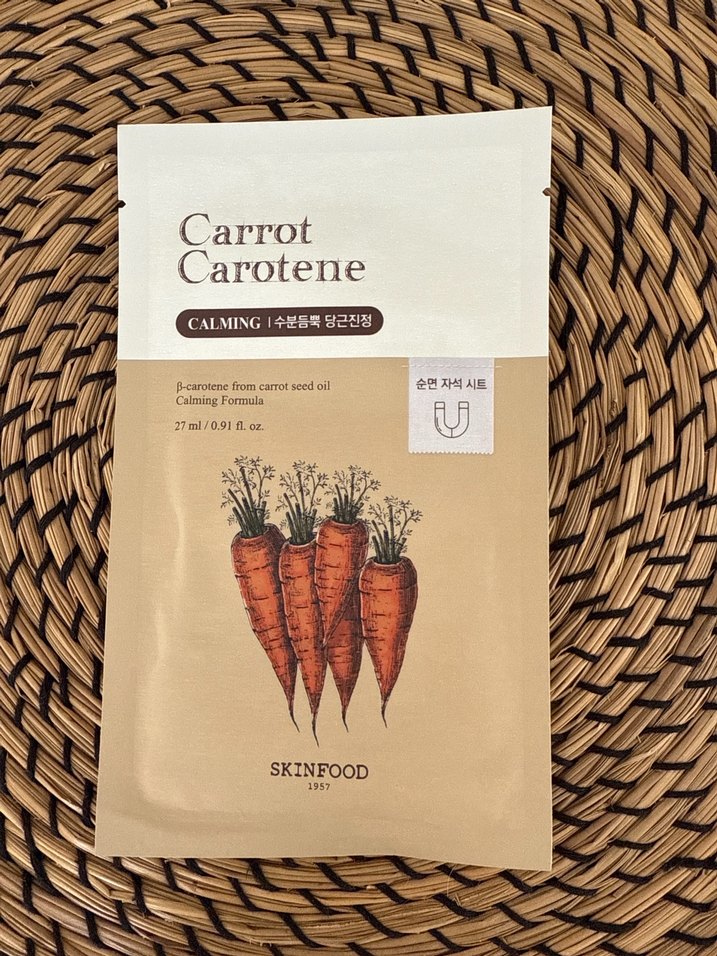 Carrot
Carotene
CALMING | 수분듬뿍 당근진정
β-carotene from carrot seed oil
Calming Formula
27 ml / 0.91 fl. oz.
순면 자석 시트
SKINFOOD
1957